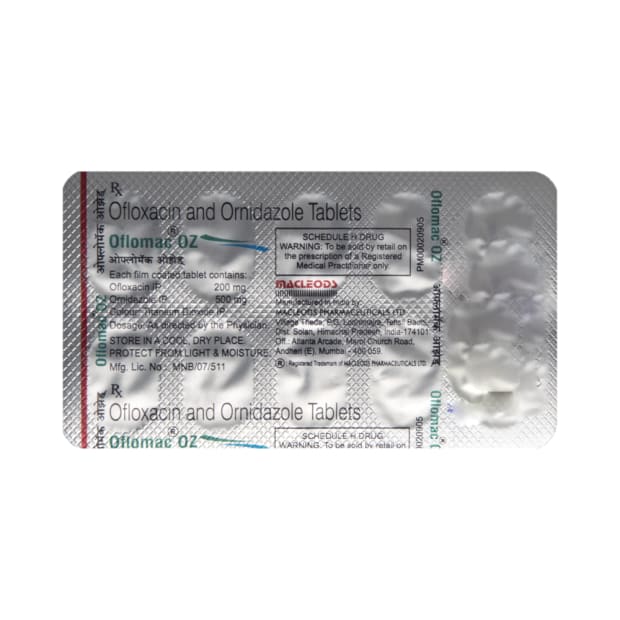 Rx
Ofloxacin and Ornidazole Tablets
Oflomac® OZ
ओफ्लोमॅक ओझेड
Each film coated tablet contains:
Ofloxacin IP 200 mg
Ornidazole IP 500 mg
Colour: Titanium Dioxide IP
Dosage: As directed by the Physician
STORE IN A COOL, DRY PLACE.
PROTECT FROM LIGHT & MOISTURE.
Mfg. Lic. No.: MNB/07/511
SCHEDULE H DRUG
WARNING: To be sold by retail on
the prescription of a Registered
Medical Practitioner only.
MACLEODS
Manufactured in India by:
MACLEODS PHARMACEUTICALS LTD.
Village Theda, P.O. Lodhimajra, Tehsil Baddi,
Dist. Solan, Himachal Pradesh, India-174101
Off.: Atlanta Arcade, Marol Church Road,
Andheri (E), Mumbai - 400 059.
® Registered Trademark of MACLEODS PHARMACEUTICALS LTD.
PM00020905
Oflomac® OZ
ओफ्लोमॅक ओझेड
Oflomac OZ
ओफ्लोमॅक ओझेड
Rx
Ofloxacin and Ornidazole Tablets
Oflomac® OZ
SCHEDULE H DRUG
WARNING: To be sold by retail on